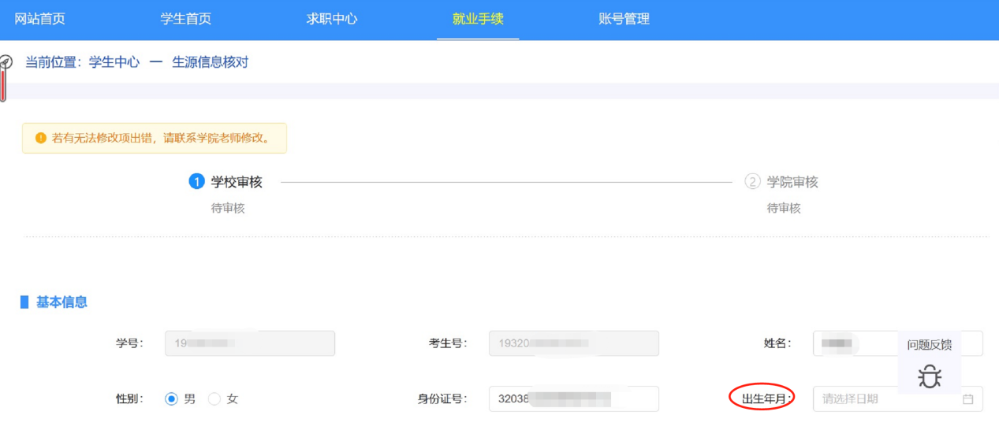 网站首页 学生首页 求职中心 就业手续 账号管理
当前位置：学生中心 一 生源信息核对
若有无法修改项出错，请联系学院老师修改。
1 学校审核 2 学院审核
待审核 待审核
基本信息
学号： 19 考生号： 19320 姓名：
问题反馈
性别： 男 女 身份证号： 32038 出生年月： 请选择日期